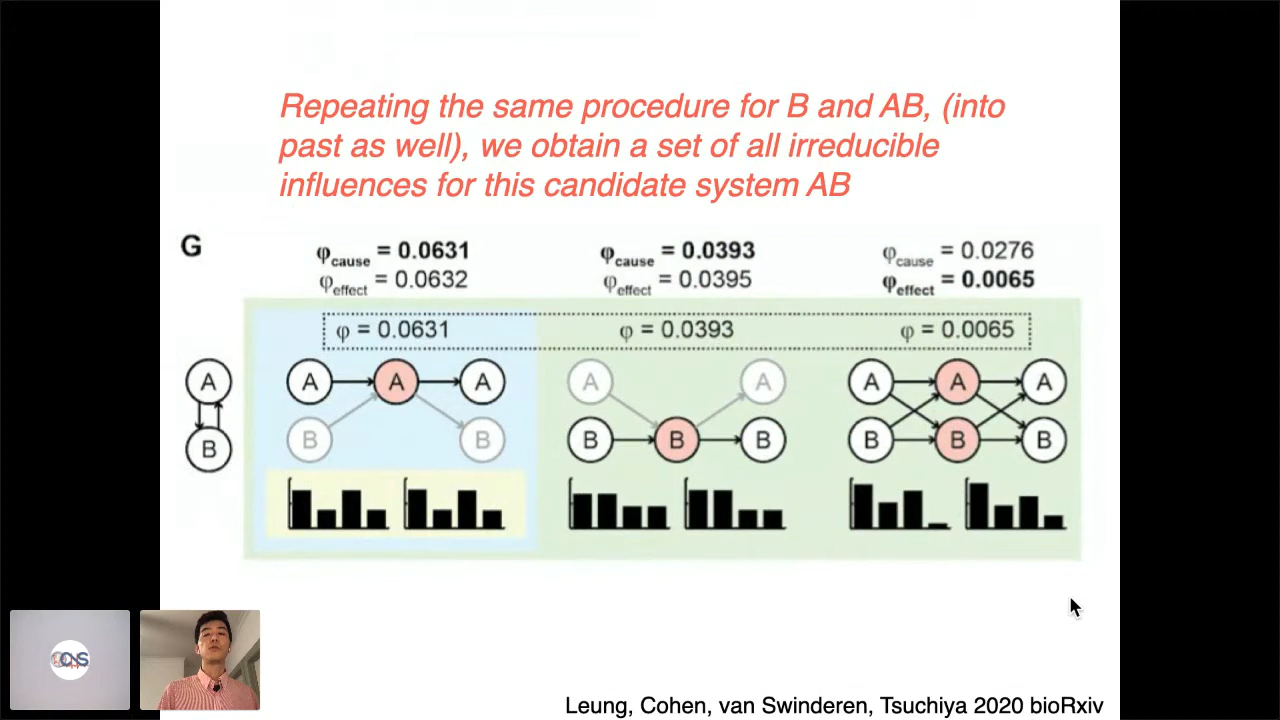 Repeating the same procedure for B and AB, (into
past as well), we obtain a set of all irreducible
influences for this candidate system AB
G
φcause = 0.0631
φeffect = 0.0632
φcause = 0.0393
φeffect = 0.0395
φcause = 0.0276
φeffect = 0.0065
φ = 0.0631 φ = 0.0393 φ = 0.0065
A A A A A A A A
B B B B B B B B
Leung, Cohen, van Swinderen, Tsuchiya 2020 bioRxiv